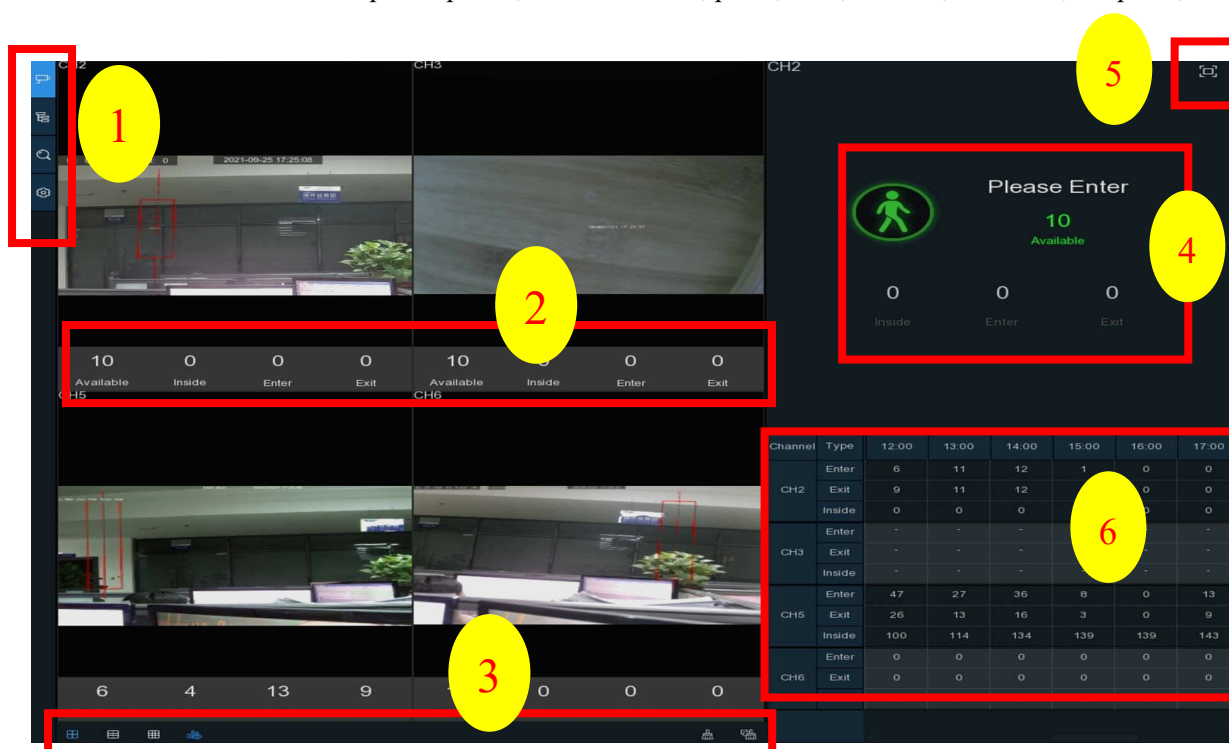 CH3
CH2
5
1
0 2021-09-25 17:25:08
Please Enter
10
Available
4
2
0 0 0
Inside Enter Exit
10 0 0 0 10 0 0
Available Inside Enter Exit Available Inside Enter Exit
CH5
CH6
Channel Type 12:00 13:00 14:00 15:00 16:00 17:00
CH2 Enter 6 11 12 1 0 0
Exit 9 11 12 0 0
Inside 0 0 0 0 0
CH3 Enter - - - - -
Exit - - - - -
Inside - - - - -
6
CH5 Enter 47 27 36 8 0 13
Exit 26 13 16 3 0 9
Inside 100 114 134 139 139 143
CH6 Enter 0 0 0 0 0 0
Exit 0 0 0 0 0 0
3
6 4 13 9 0 0 0